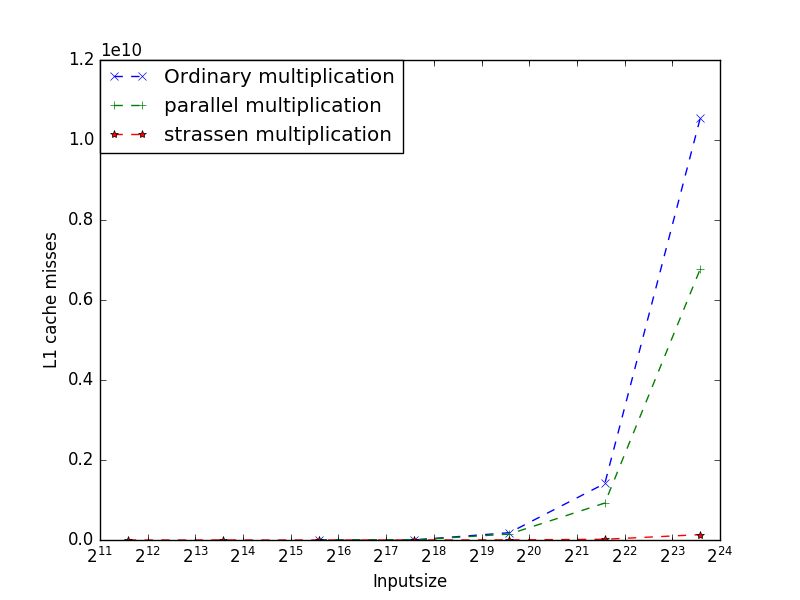 1e10
1.2
1.0
0.8
0.6
0.4
0.2
0.0
L1 cache misses
Ordinary multiplication
parallel multiplication
strassen multiplication
2^11 2^12 2^13 2^14 2^15 2^16 2^17 2^18 2^19 2^20 2^21 2^22 2^23 2^24
Inputsize